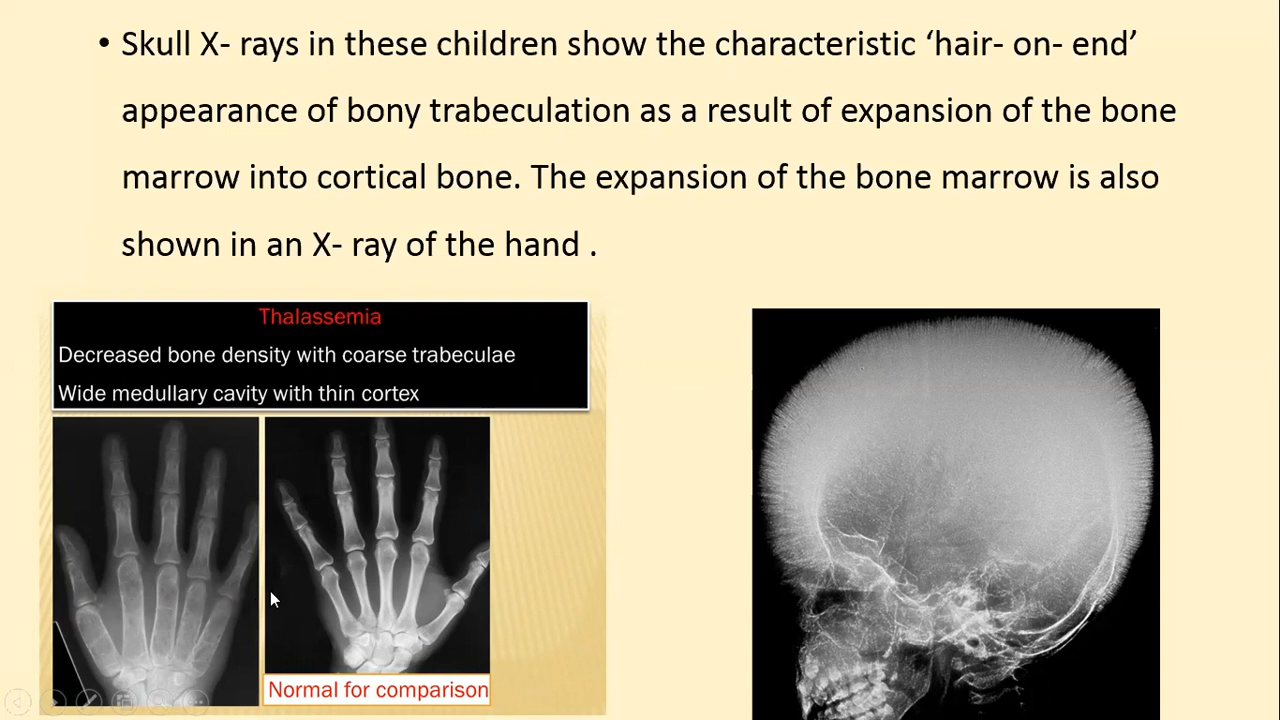 • Skull X- rays in these children show the characteristic ‘hair- on- end’
appearance of bony trabeculation as a result of expansion of the bone
marrow into cortical bone. The expansion of the bone marrow is also
shown in an X- ray of the hand .
Thalassemia
Decreased bone density with coarse trabeculae
Wide medullary cavity with thin cortex
Normal for comparison